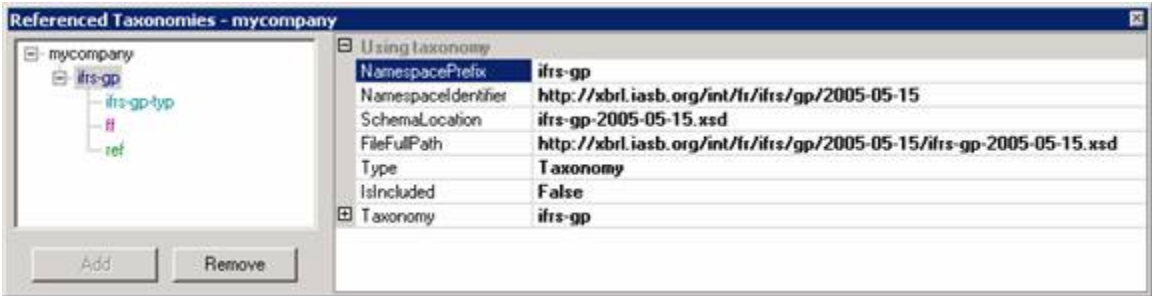 Referenced Taxonomies - mycompany
mycompany
ifrs-gp
ifrs-gp-typ
ff
ref
Add
Remove
Using taxonomy
NamespacePrefix ifrs-gp
NamespaceIdentifier http://xbrl.iasb.org/int/fr/ifrs/gp/2005-05-15
SchemaLocation ifrs-gp-2005-05-15.xsd
FileFullPath http://xbrl.iasb.org/int/fr/ifrs/gp/2005-05-15/ifrs-gp-2005-05-15.xsd
Type Taxonomy
IsIncluded False
Taxonomy ifrs-gp